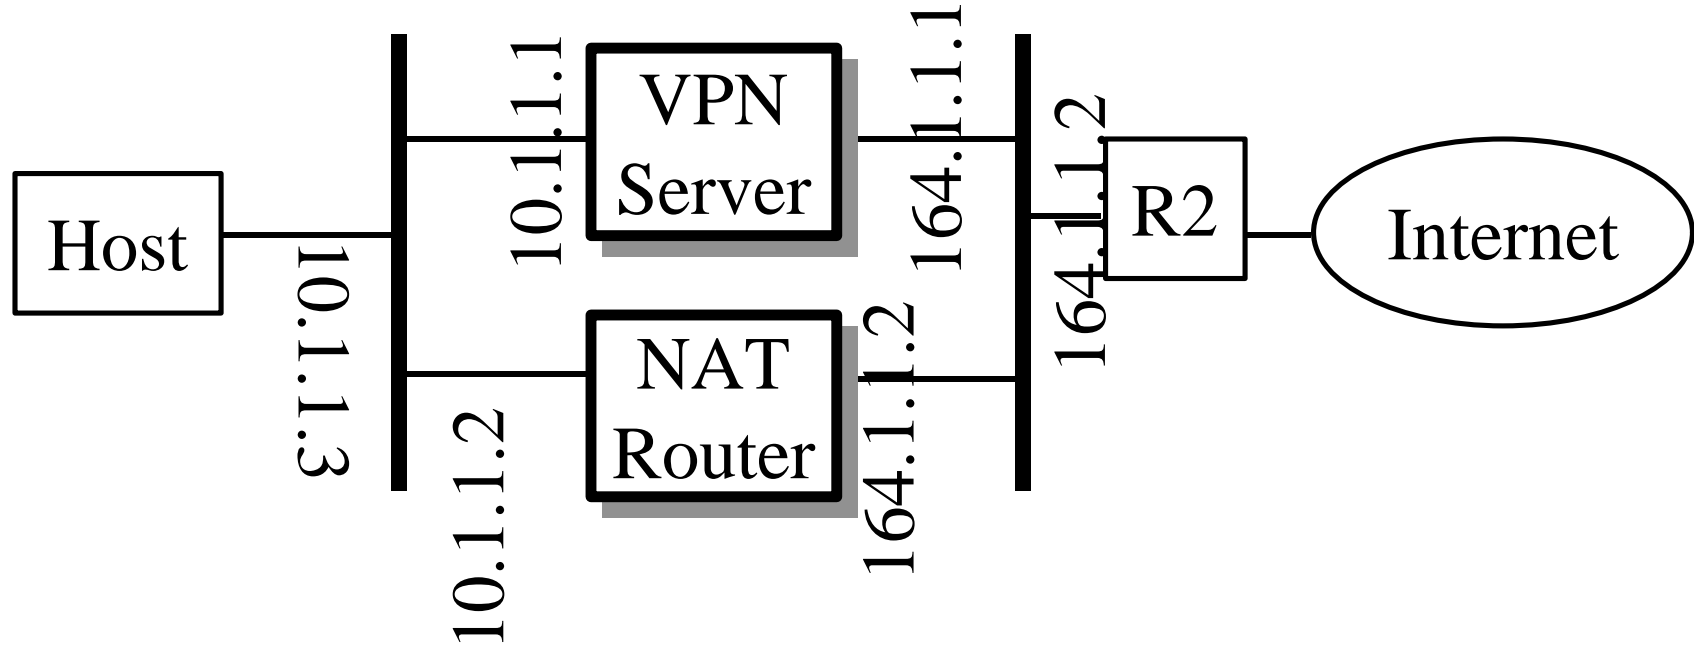 Host
10.1.1.3
10.1.1.1
VPN
Server
164.1.1.1
10.1.1.2
NAT
Router
164.1.1.2
164.1.1.2
R2
Internet